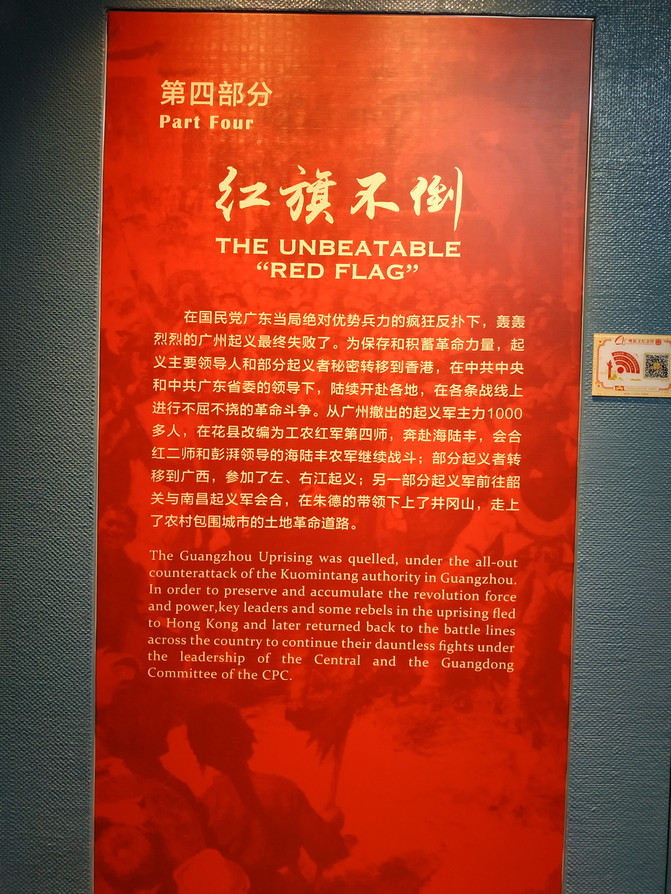 第四部分
Part Four
红旗不倒
THE UNBEATABLE
“RED FLAG”
在国民党广东当局绝对优势兵力的疯狂反扑下，轰轰
烈烈的广州起义最终失败了。为保存和积蓄革命力量，起
义主要领导人和部分起义者秘密转移到香港，在中共中央
和中共广东省委的领导下，陆续开赴各地，在各条战线上
进行不屈不挠的革命斗争。从广州撤出的起义军主力1000
多人，在花县改编为工农红军第四师，奔赴海陆丰，会合
红二师和彭湃领导的海陆丰农军继续战斗；部分起义者转
移到广西，参加了左、右江起义；另一部分起义军前往韶
关与南昌起义军会合，在朱德的带领下上了井冈山，走上
了农村包围城市的土地革命道路。
The Guangzhou Uprising was quelled, under the all-out
counterattack of the Kuomintang authority in Guangzhou.
In order to preserve and accumulate the revolution force
and power,key leaders and some rebels in the uprising fled
to Hong Kong and later returned back to the battle lines
across the country to continue their dauntless fights under
the leadership of the Central and the Guangdong
Committee of the CPC.